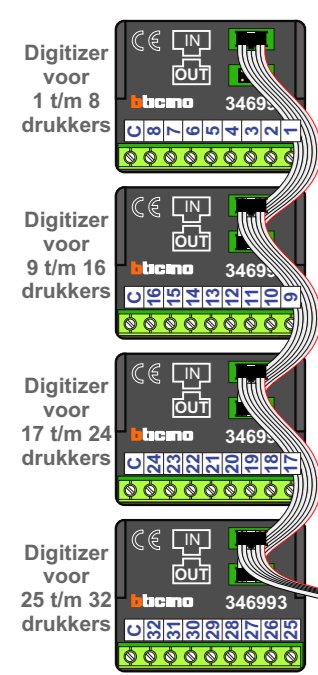 Digitizer
voor
1 t/m 8
drukkers
CE IN
OUT
bticino 34699
C 8 7 6 5 4 3 2 1
Digitizer
voor
9 t/m 16
drukkers
CE IN
OUT
bticino 34699
C 16 15 14 13 12 11 10 9
Digitizer
voor
17 t/m 24
drukkers
CE IN
OUT
bticino 34699
C 24 23 22 21 20 19 18 17
Digitizer
voor
25 t/m 32
drukkers
CE IN
OUT
bticino 346993
C 32 31 30 29 28 27 26 25